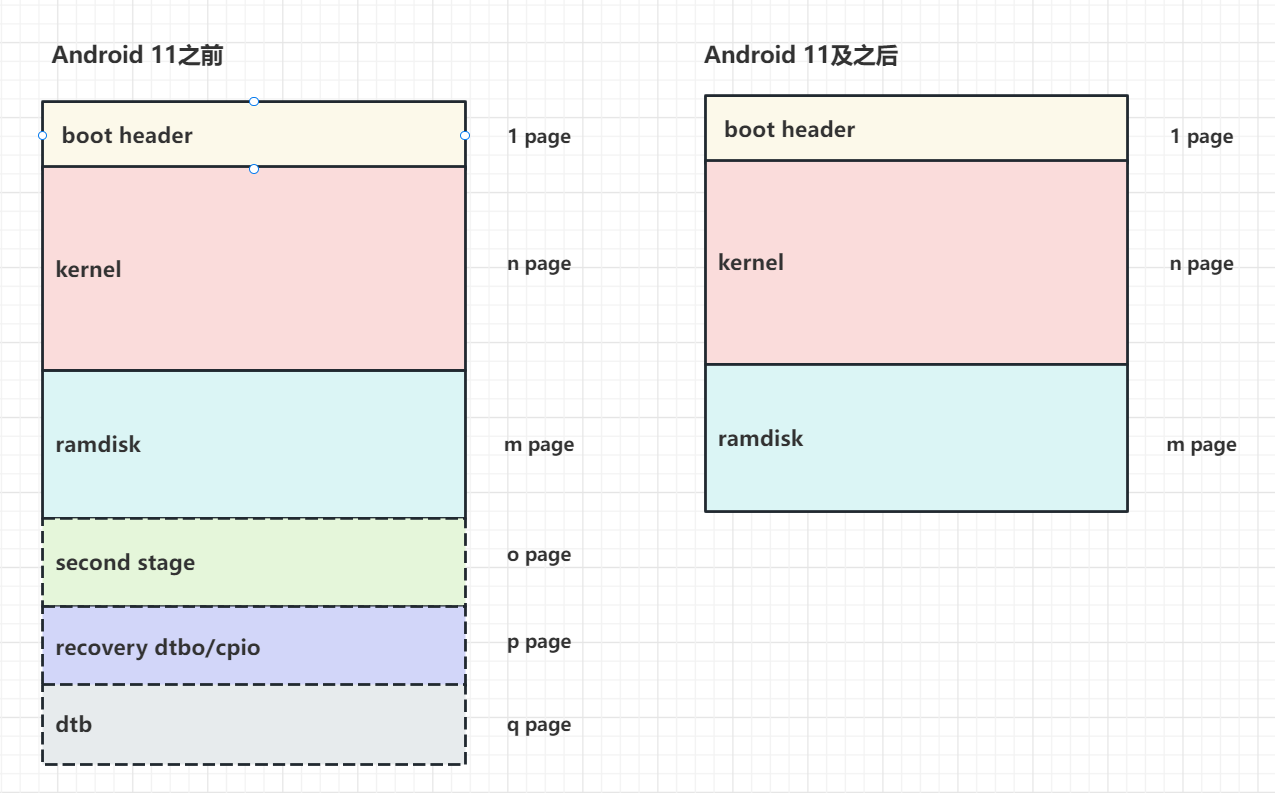 Android 11之前
boot header
1 page
kernel
n page
ramdisk
m page
second stage
o page
recovery dtbo/cpio
p page
dtb
q page
Android 11及之后
boot header
1 page
kernel
n page
ramdisk
m page